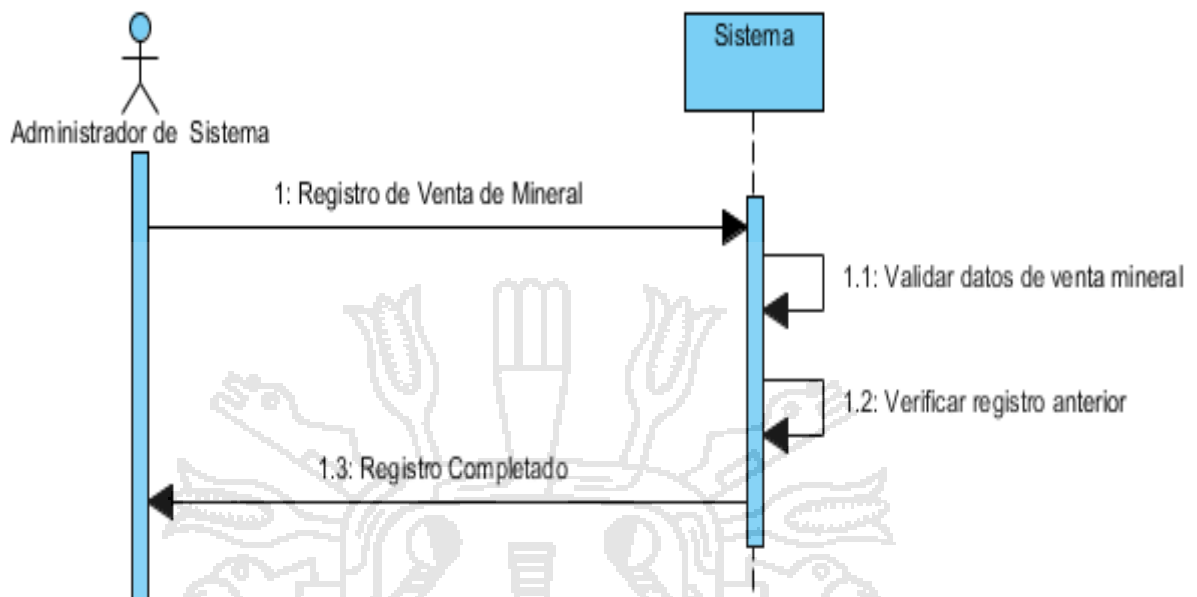 Sistema
Administrador de Sistema
1: Registro de Venta de Mineral
1.1: Validar datos de venta mineral
1.2: Verificar registro anterior
1.3: Registro Completado